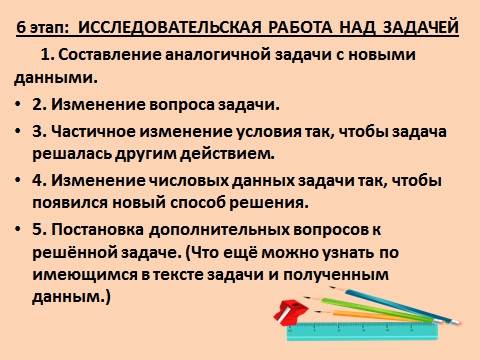 6 этап: ИССЛЕДОВАТЕЛЬСКАЯ РАБОТА НАД ЗАДАЧЕЙ
1. Составление аналогичной задачи с новыми
данными.
• 2. Изменение вопроса задачи.
• 3. Частичное изменение условия так, чтобы задача
решалась другим действием.
• 4. Изменение числовых данных задачи так, чтобы
появился новый способ решения.
• 5. Постановка дополнительных вопросов к
решённой задаче. (Что ещё можно узнать по
имеющимся в тексте задачи и полученным
данным.)